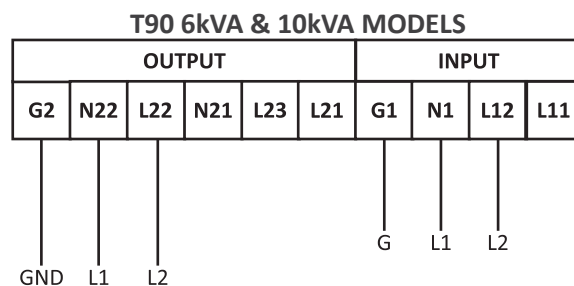 T90 6kVA & 10kVA MODELS
OUTPUT INPUT
G2 N22 L22 N21 L23 L21 G1 N1 L12 L11
G L1 L2
GND L1 L2